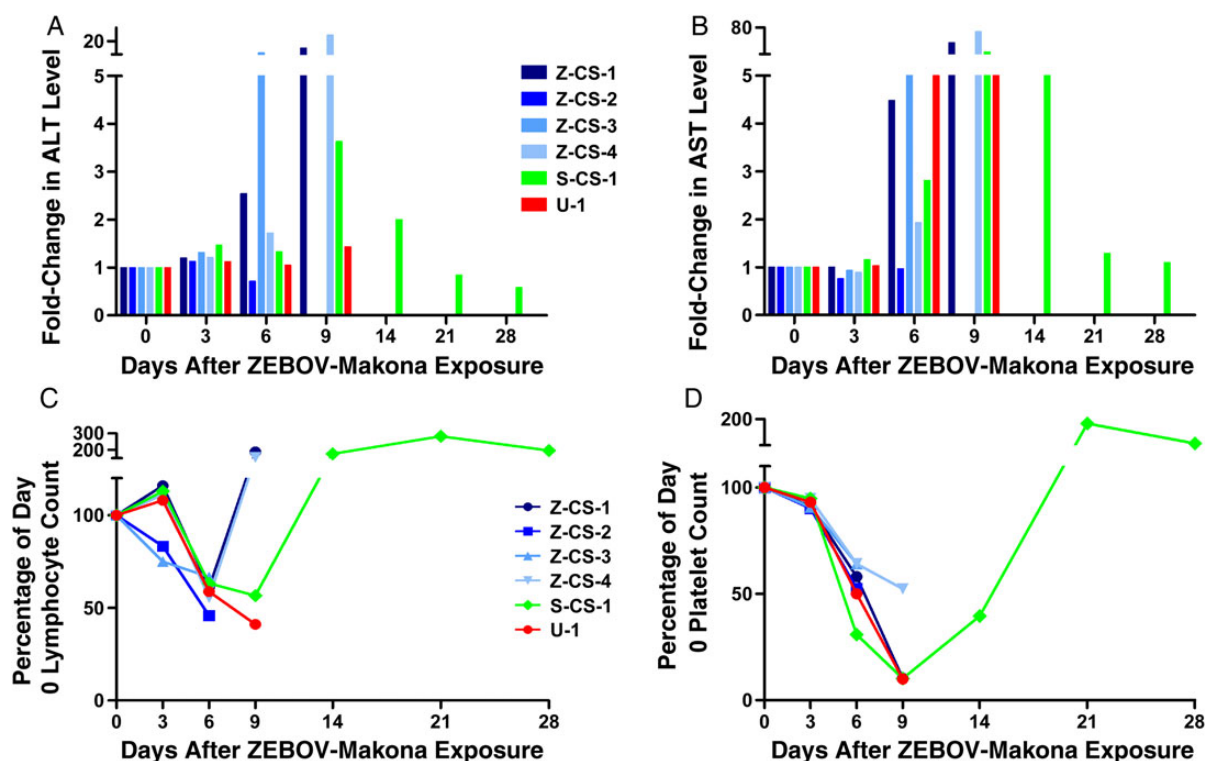 A
Fold-Change in ALT Level
20
5
4
3
2
1
0
Z-CS-1
Z-CS-2
Z-CS-3
Z-CS-4
S-CS-1
U-1
0 3 6 9 14 21 28
Days After ZEBOV-Makona Exposure
B
Fold-Change in AST Level
80
5
4
3
2
1
0
0 3 6 9 14 21 28
Days After ZEBOV-Makona Exposure
C
Percentage of Day
0 Lymphocyte Count
300
200
100
50
0
Z-CS-1
Z-CS-2
Z-CS-3
Z-CS-4
S-CS-1
U-1
0 3 6 9 14 21 28
Days After ZEBOV-Makona Exposure
D
Percentage of Day
0 Platelet Count
200
100
50
0
0 3 6 9 14 21 28
Days After ZEBOV-Makona Exposure